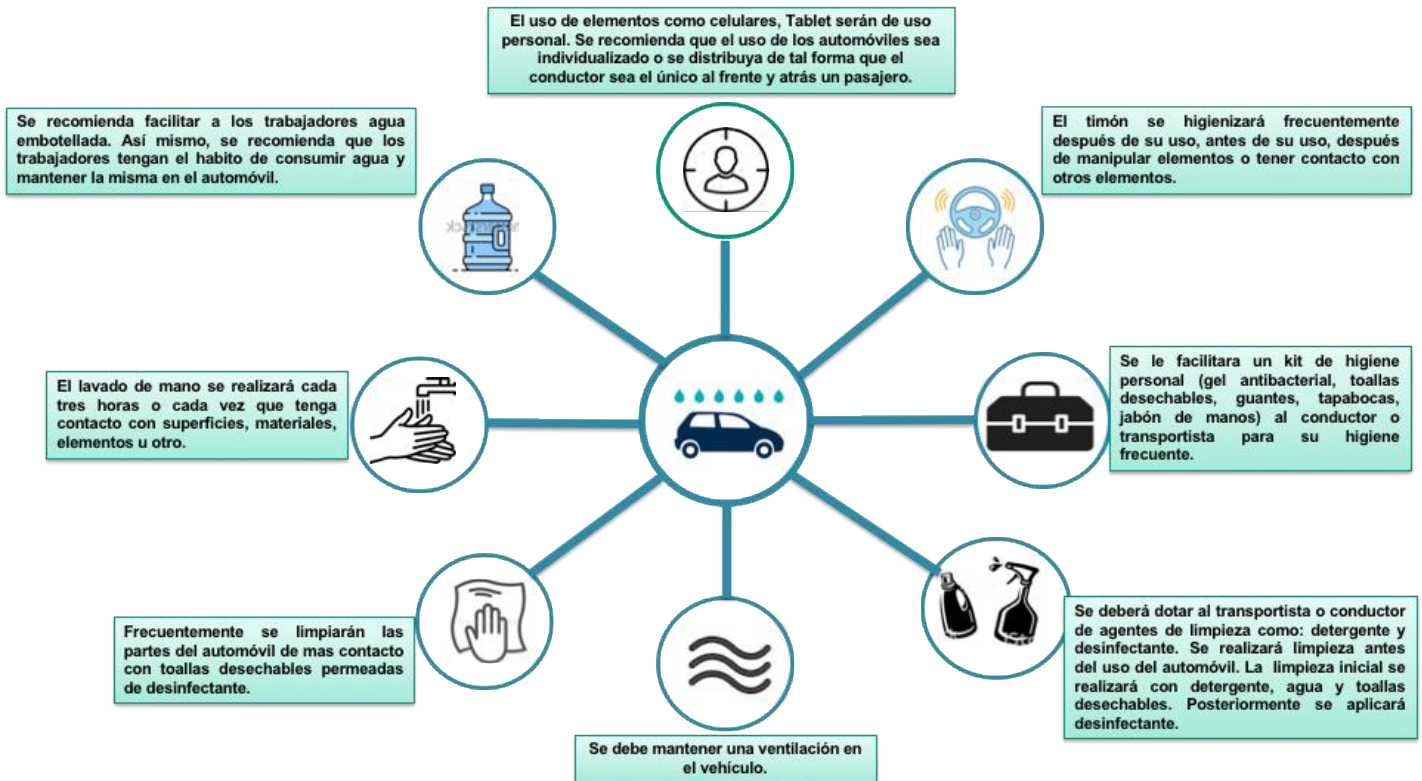 El uso de elementos como celulares, Tablet serán de uso
personal. Se recomienda que el uso de los automóviles sea
individualizado o se distribuya de tal forma que el
conductor sea el único al frente y atrás un pasajero.
Se recomienda facilitar a los trabajadores agua
embotellada. Así mismo, se recomienda que los
trabajadores tengan el habito de consumir agua y
mantener la misma en el automóvil.
El timón se higienizará frecuentemente
después de su uso, antes de su uso, después
de manipular elementos o tener contacto con
otros elementos.
El lavado de mano se realizará cada
tres horas o cada vez que tenga
contacto con superficies, materiales,
elementos u otro.
Se le facilitara un kit de higiene
personal (gel antibacterial, toallas
desechables, guantes, tapabocas,
jabón de manos) al conductor o
transportista para su higiene
frecuente.
Frecuentemente se limpiarán las
partes del automóvil de mas contacto
con toallas desechables permeadas
de desinfectante.
Se deberá dotar al transportista o conductor
de agentes de limpieza como: detergente y
desinfectante. Se realizará limpieza antes
del uso del automóvil. La limpieza inicial se
realizará con detergente, agua y toallas
desechables. Posteriormente se aplicará
desinfectante.
Se debe mantener una ventilación en
el vehículo.